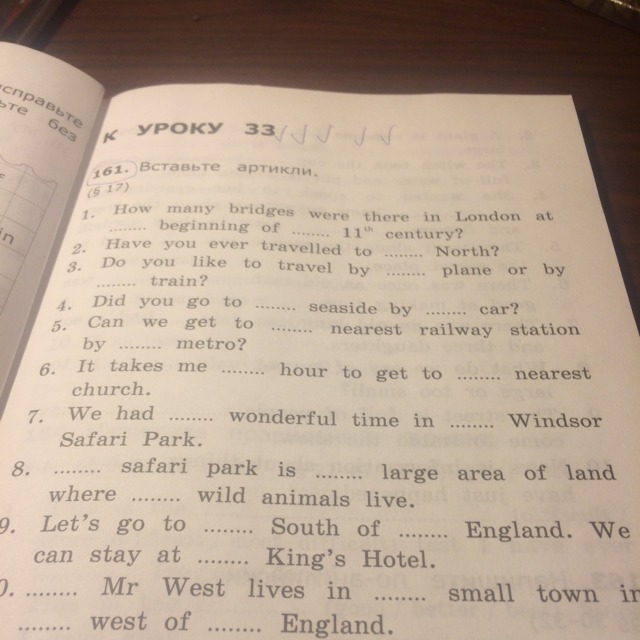 исправьте
ьте без
К УРОКУ 33
161. Вставьте артикли.
(§ 17)
1. How many bridges were there in London at
........ beginning of ........ 11th century?
2. Have you ever travelled to ........ North?
3. Do you like to travel by ........ plane or by
........ train?
4. Did you go to ........ seaside by ........ car?
5. Can we get to ........ nearest railway station
by ........ metro?
6. It takes me ........ hour to get to ........ nearest
church.
7. We had ........ wonderful time in ........ Windsor
Safari Park.
8. ........ safari park is ........ large area of land
where ........ wild animals live.
9. Let's go to ........ South of ........ England. We
can stay at ........ King's Hotel.
0. ........ Mr West lives in ........ small town in
........ west of ........ England.